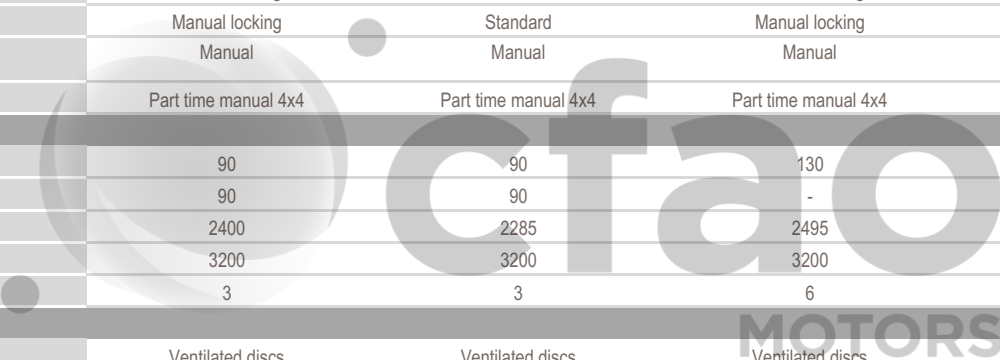 Manual locking Standard Manual locking
Manual Manual Manual
Part time manual 4x4 Part time manual 4x4 Part time manual 4x4
90 90 130
90 90 -
2400 2285 2495
3200 3200 3200
3 3 6
Ventilated discs Ventilated discs Ventilated discs
cfao
MOTORS